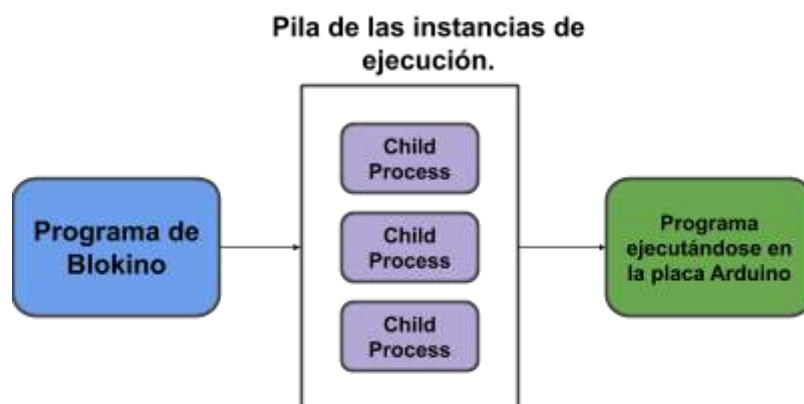 Pila de las instancias de
ejecución.
Programa de
Blokino
Child
Process
Child
Process
Child
Process
Programa
ejecutándose en
la placa Arduino